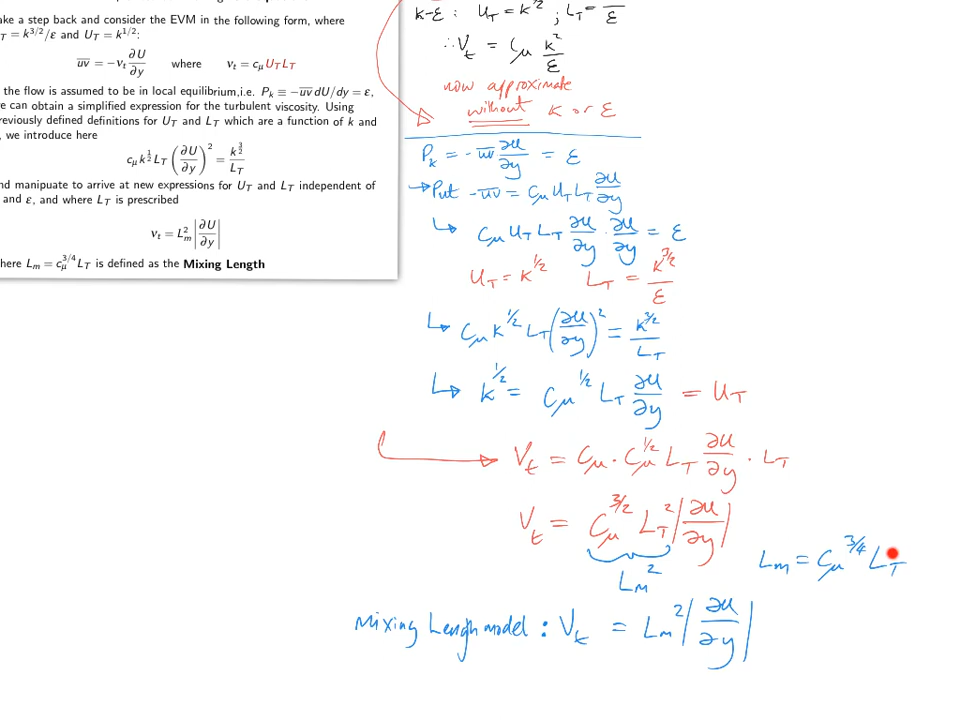 ake a step back and consider the EVM in the following form, where
T = k^{3/2}/ε and U_T = k^{1/2}:
\overline{uv} = −ν_t ∂U/∂y where ν_t = c_μ U_T L_T
the flow is assumed to be in local equilibrium,i.e. P_k ≡ −\overline{uv} dU/dy = ε,
e can obtain a simplified expression for the turbulent viscosity. Using
reviously defined definitions for U_T and L_T which are a function of k and
, we introduce here
c_μ k^{1/2} L_T (∂U/∂y)^2 = k^{3/2}/L_T
nd manipuate to arrive at new expressions for U_T and L_T independent of
and ε, and where L_T is prescribed
ν_t = L_m^2 |∂U/∂y|
here L_m = c_μ^{3/4} L_T is defined as the Mixing Length
k-ε : U_T = k^{1/2} ; L_T = /ε
∴ V_t = C_μ k^2/ε
now approximate
without k or ε
P_k = -\overline{uv} ∂u/∂y = ε
→ Put -\overline{uv} = C_μ U_T L_T ∂u/∂y
↳ C_μ U_T L_T ∂u/∂y · ∂u/∂y = ε
U_T = k^{1/2} L_T = k^{3/2}/ε
↳ C_μ k^{1/2} L_T (∂u/∂y)^2 = k^{3/2}/L_T
↳ k^{1/2} = C_μ^{1/2} L_T ∂u/∂y = U_T
→ V_t = C_μ · C_μ^{1/2} L_T ∂u/∂y · L_T
V_t = C_μ^{3/2} L_T^2 |∂u/∂y|
L_m^2
L_m = C_μ^{3/4} L_T
Mixing Length model : V_t = L_m^2 |∂u/∂y|